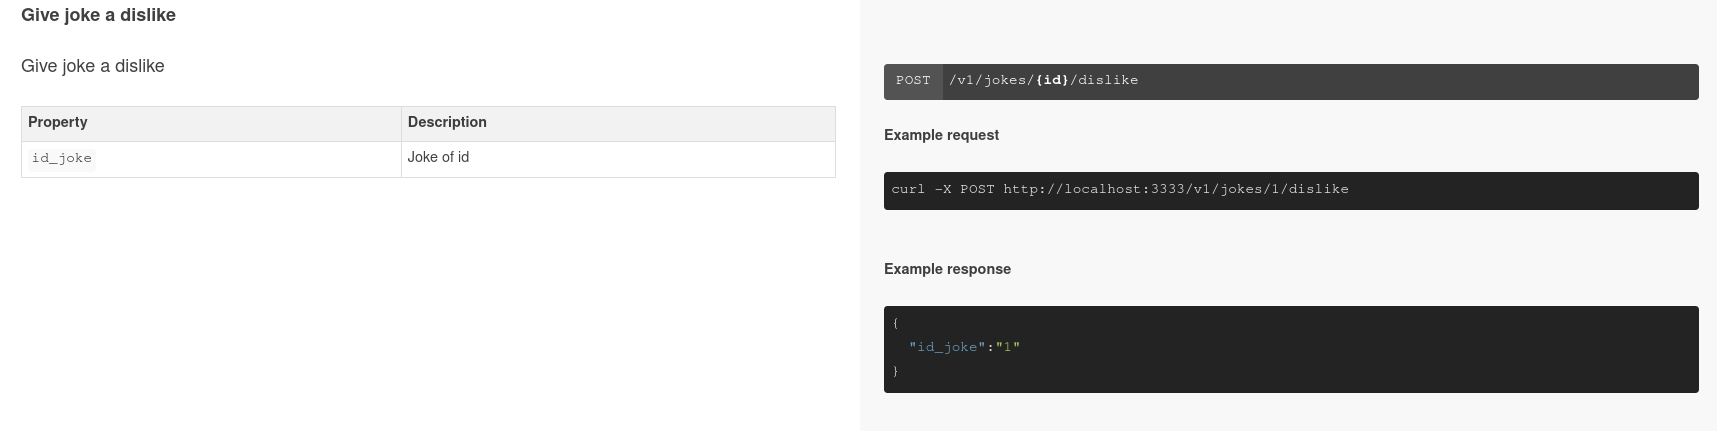 Give joke a dislike
Give joke a dislike
Property Description
id_joke Joke of id
POST /v1/jokes/{id}/dislike
Example request
curl -X POST http://localhost:3333/v1/jokes/1/dislike
Example response
{
"id_joke":"1"
}